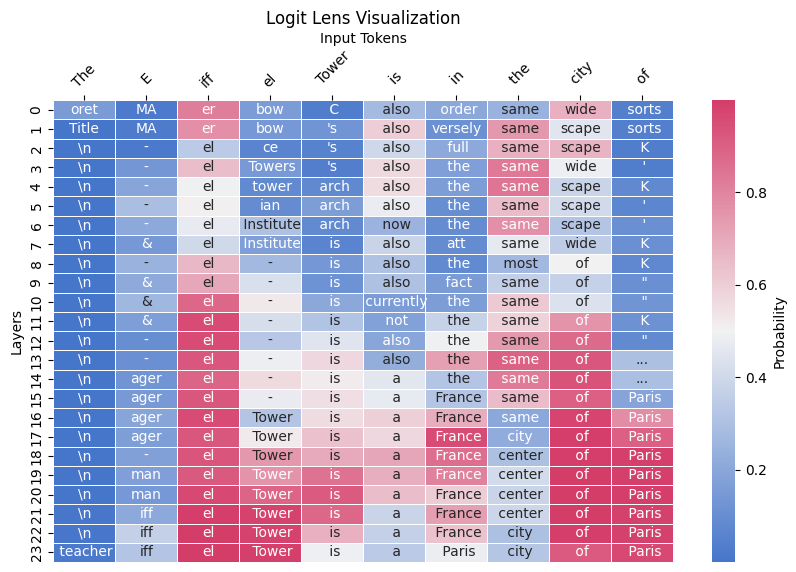 Logit Lens Visualization
Input Tokens
The E iff el Tower is in the city of
0 oret MA er bow C also order same wide sorts
1 Title MA er bow 's also versely same scape sorts
2 \n - el ce 's also full same scape K
3 \n - el Towers 's also the same wide '
4 \n - el tower arch also the same scape K
5 \n - el ian arch also the same scape '
6 \n - el Institute arch now the same scape '
7 \n & el Institute is also att same wide K
8 \n - el - is also the most of K
9 \n & el - is also fact same of "
10 \n & el - is currently the same of "
11 \n & el - is not the same of K
12 \n - el - is also the same of "
13 \n - el - is also the same of ...
14 \n ager el - is a the same of ...
15 \n ager el - is a France same of Paris
16 \n ager el Tower is a France same of Paris
17 \n ager el Tower is a France city of Paris
18 \n - el Tower is a France center of Paris
19 \n man el Tower is a France center of Paris
20 \n man el Tower is a France center of Paris
21 \n iff el Tower is a France center of Paris
22 \n iff el Tower is a France city of Paris
23 teacher iff el Tower is a Paris city of Paris
Layers
0.8
0.6
0.4
0.2
Probability